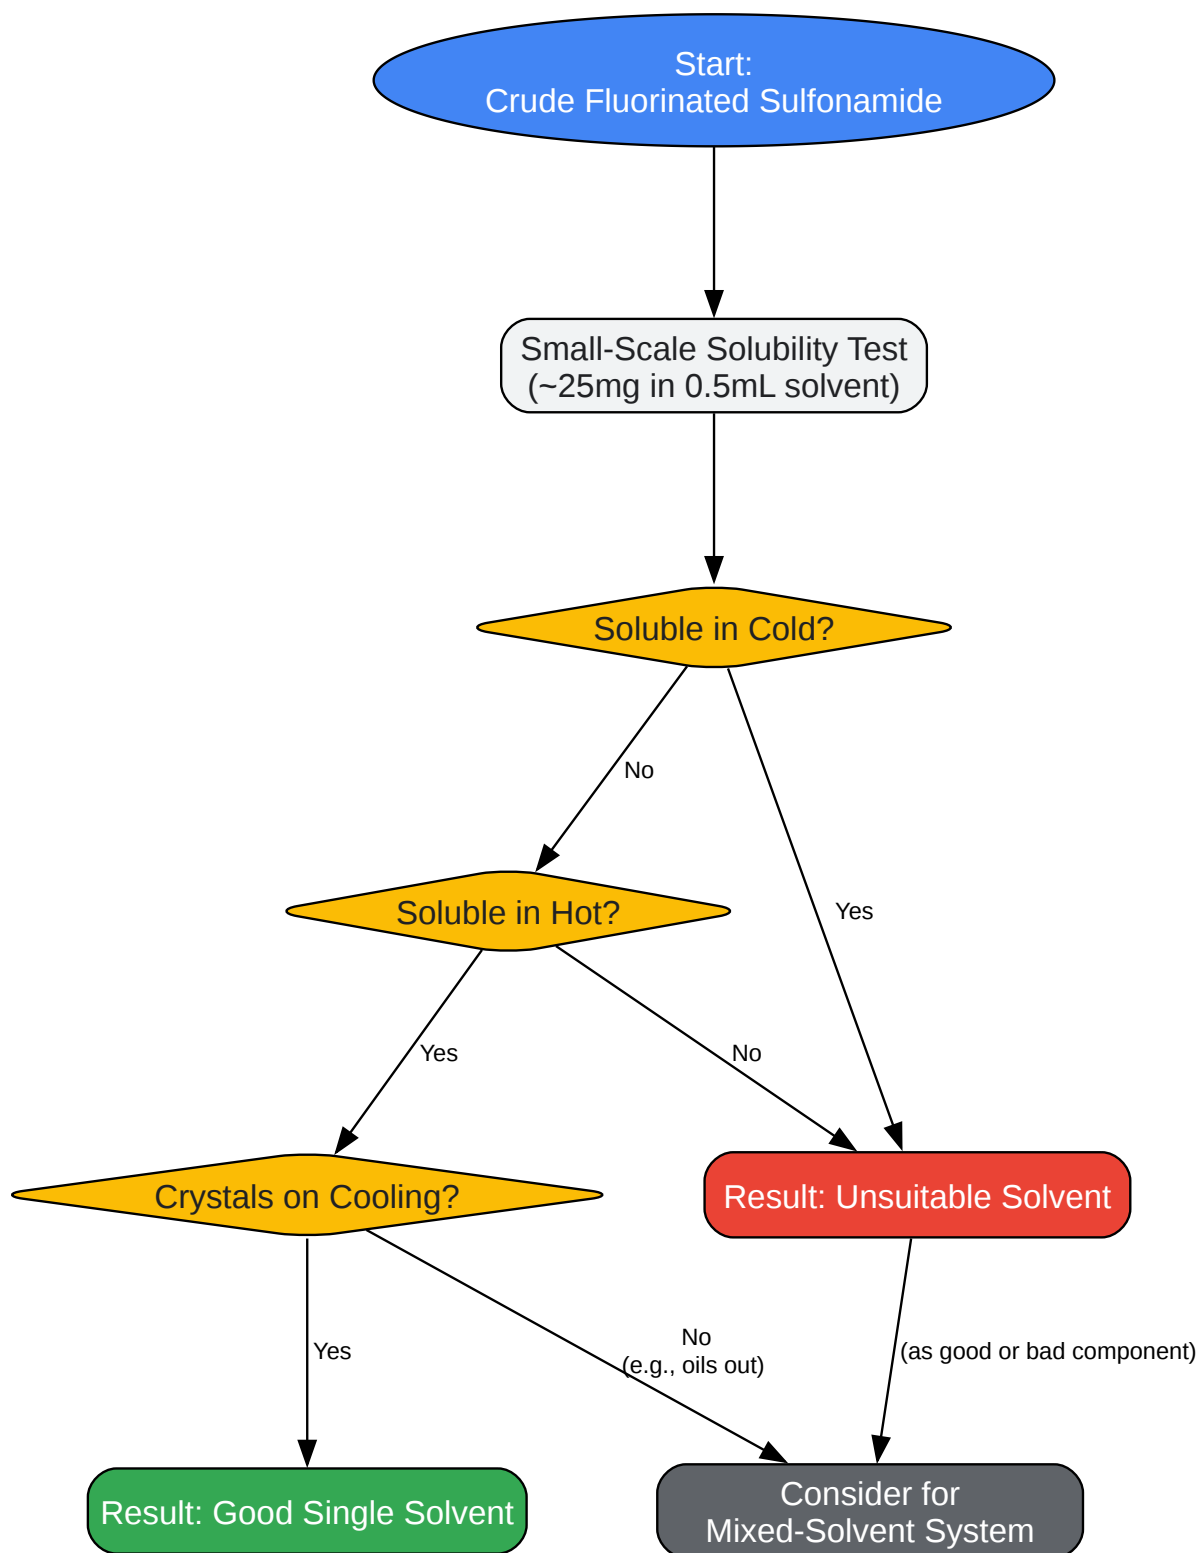 Start:
Crude Fluorinated Sulfonamide
Small-Scale Solubility Test
(~25mg in 0.5mL solvent)
Soluble in Cold?
No
Soluble in Hot?
Yes
Yes
No
Crystals on Cooling?
Result: Unsuitable Solvent
Yes
No
(e.g., oils out)
(as good or bad component)
Result: Good Single Solvent
Consider for
Mixed-Solvent System